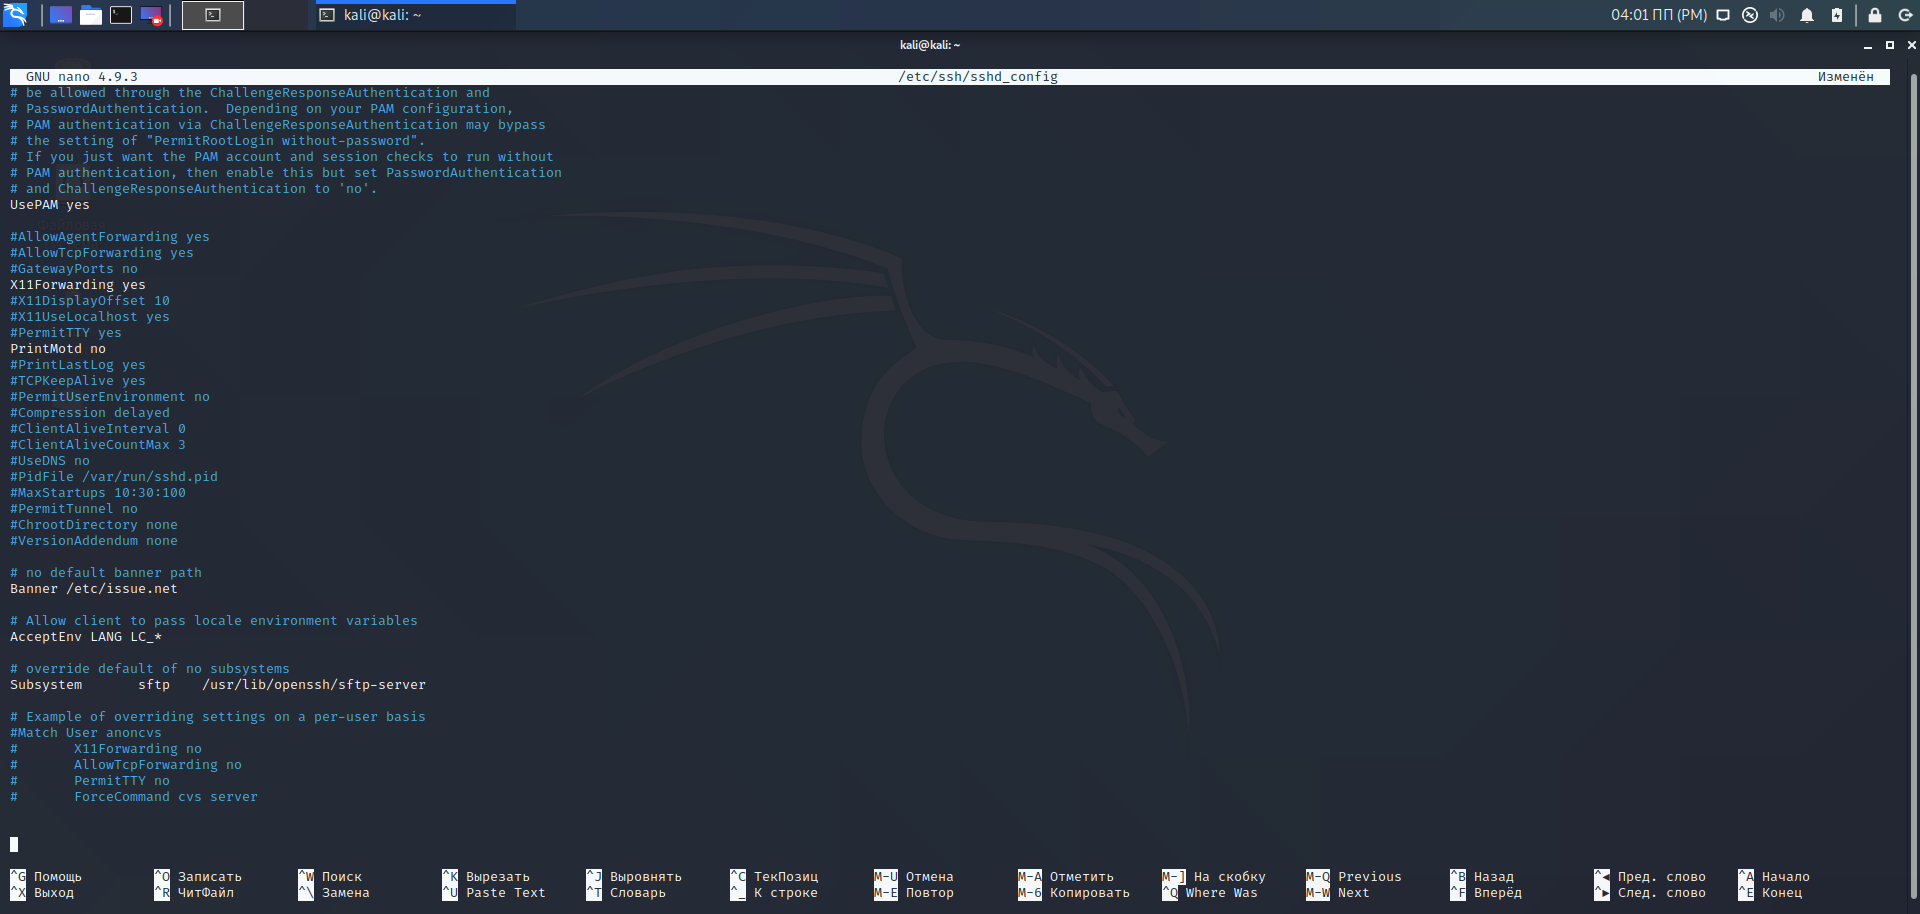 kali@kali: ~
04:01 ПП (PM)
kali@kali: ~
GNU nano 4.9.3 /etc/ssh/sshd_config Изменён
# be allowed through the ChallengeResponseAuthentication and
# PasswordAuthentication.  Depending on your PAM configuration,
# PAM authentication via ChallengeResponseAuthentication may bypass
# the setting of "PermitRootLogin without-password".
# If you just want the PAM account and session checks to run without
# PAM authentication, then enable this but set PasswordAuthentication
# and ChallengeResponseAuthentication to 'no'.
UsePAM yes
#AllowAgentForwarding yes
#AllowTcpForwarding yes
#GatewayPorts no
X11Forwarding yes
#X11DisplayOffset 10
#X11UseLocalhost yes
#PermitTTY yes
PrintMotd no
#PrintLastLog yes
#TCPKeepAlive yes
#PermitUserEnvironment no
#Compression delayed
#ClientAliveInterval 0
#ClientAliveCountMax 3
#UseDNS no
#PidFile /var/run/sshd.pid
#MaxStartups 10:30:100
#PermitTunnel no
#ChrootDirectory none
#VersionAddendum none
# no default banner path
Banner /etc/issue.net
# Allow client to pass locale environment variables
AcceptEnv LANG LC_*
# override default of no subsystems
Subsystem       sftp    /usr/lib/openssh/sftp-server
# Example of overriding settings on a per-user basis
#Match User anoncvs
#       X11Forwarding no
#       AllowTcpForwarding no
#       PermitTTY no
#       ForceCommand cvs server
^G Помощь ^O Записать ^W Поиск ^K Вырезать ^J Выровнять ^C ТекПозиц M-U Отмена M-A Отметить M-] На скобку M-Q Previous ^B Назад ^◄ Пред. слово ^A Начало
^X Выход ^R ЧитФайл ^\ Замена ^U Paste Text ^T Словарь ^_ К строке M-E Повтор M-6 Копировать ^Q Where Was M-W Next ^F Вперёд ^► След. слово ^E Конец